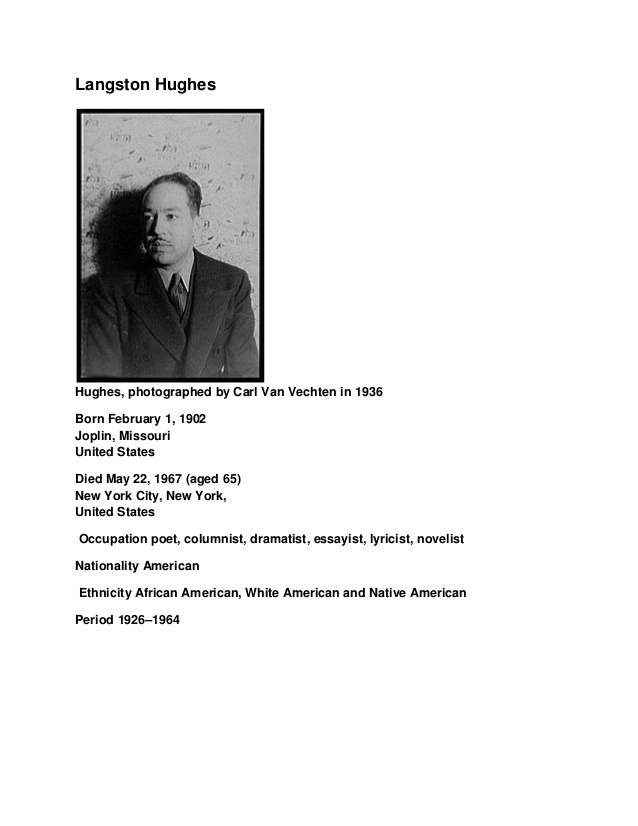 Langston Hughes
Hughes, photographed by Carl Van Vechten in 1936
Born February 1, 1902
Joplin, Missouri
United States
Died May 22, 1967 (aged 65)
New York City, New York,
United States
Occupation poet, columnist, dramatist, essayist, lyricist, novelist
Nationality American
Ethnicity African American, White American and Native American
Period 1926–1964